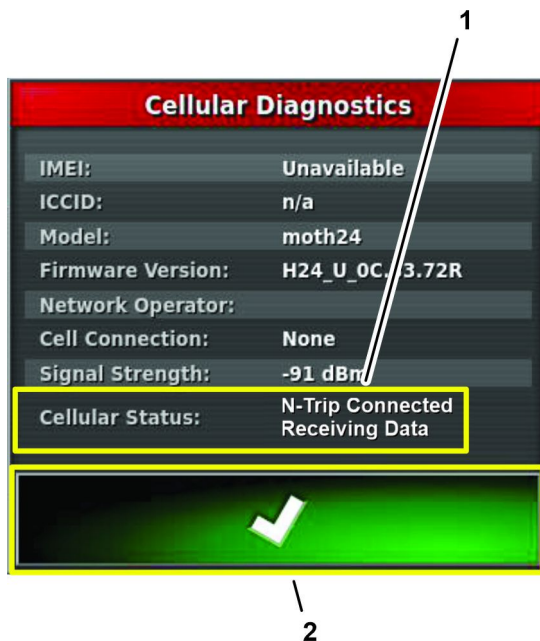 1
Cellular Diagnostics
IMEI: Unavailable
ICCID: n/a
Model: moth24
Firmware Version: H24_U_0C. 3.72R
Network Operator:
Cell Connection: None
Signal Strength: -91 dBm
Cellular Status: N-Trip Connected
Receiving Data
2